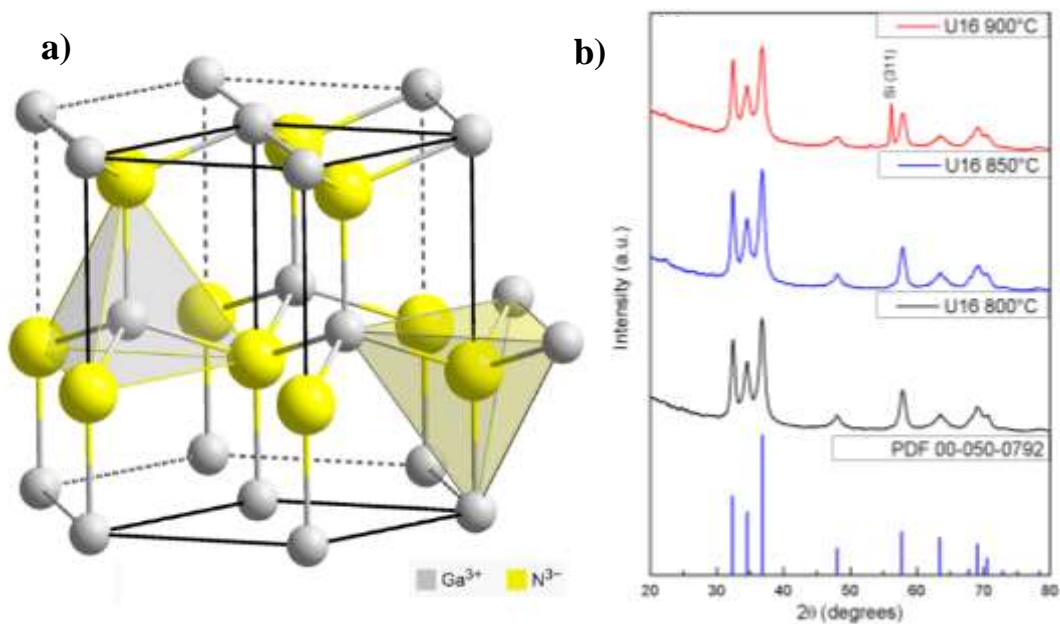 a)
Ga³⁺ N³⁻
b)
U16 900°C
Si (311)
U16 850°C
U16 800°C
PDF 00-050-0792
Intensity (a.u.)
20 30 40 50 60 70 80
2θ (degrees)